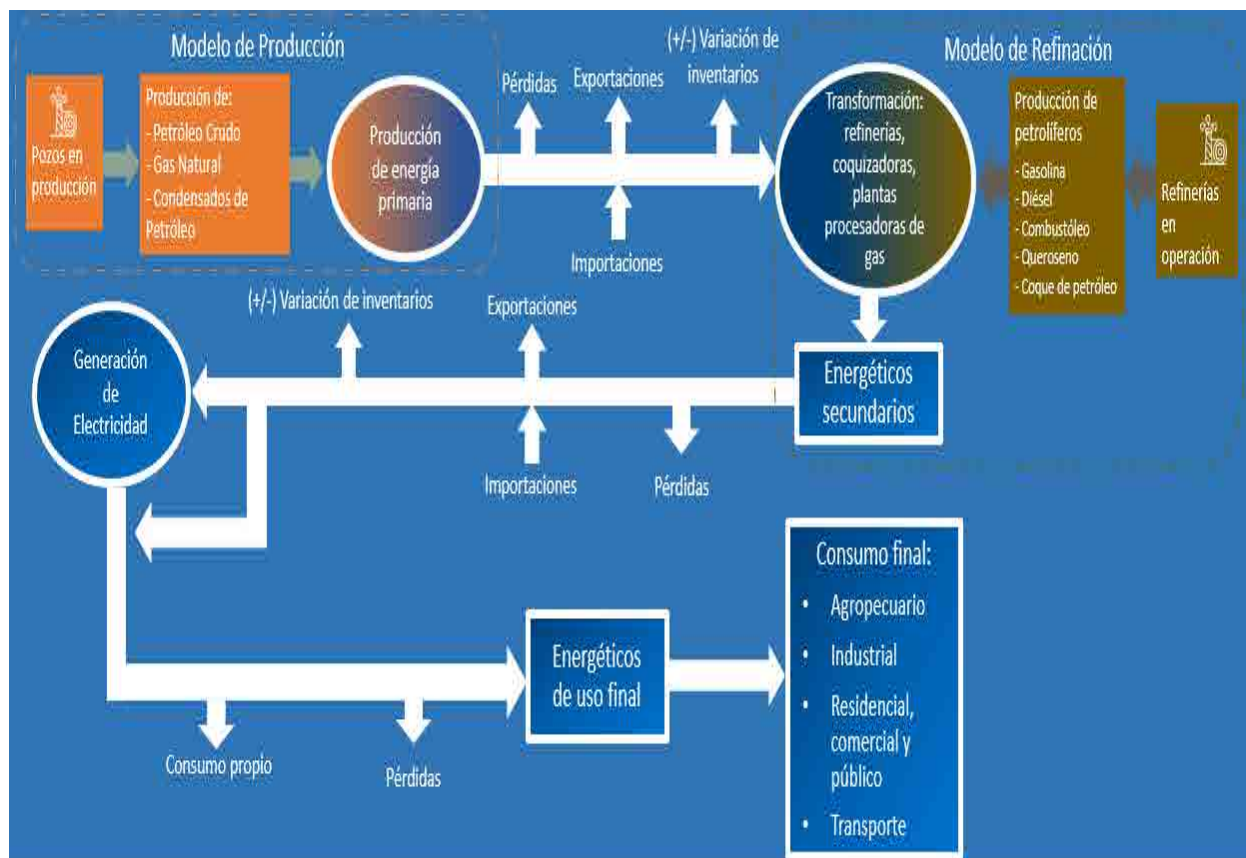 Modelo de Producción
Pozos en
producción
Producción de:
- Petróleo Crudo
- Gas Natural
- Condensados de
Petróleo
Producción
de energía
primaria
Pérdidas
Exportaciones
(+/-) Variación de
inventarios
Importaciones
Modelo de Refinación
Transformación:
refinerias,
coquizadoras,
plantas
procesadoras de
gas
Producción de
petrolíferos
- Gasolina
- Diésel
- Combustóleo
- Queroseno
- Coque de petróleo
Refinerías
en
operación
Energéticos
secundarios
(+/-) Variación de inventarios
Exportaciones
Importaciones
Pérdidas
Generación
de
Electricidad
Consumo propio
Pérdidas
Energéticos
de uso final
Consumo final:
• Agropecuario
• Industrial
• Residencial,
comercial y
público
• Transporte